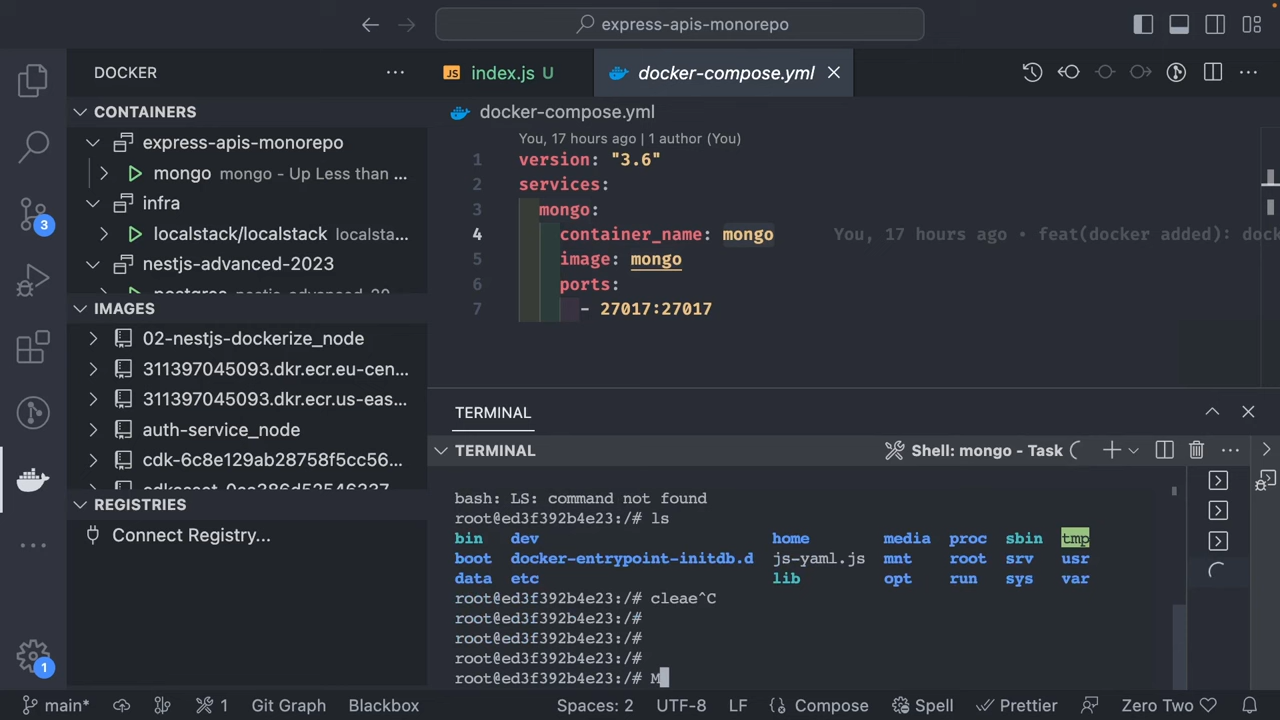 express-apis-monorepo
DOCKER
CONTAINERS
express-apis-monorepo
mongo mongo - Up Less than ...
infra
localstack/localstack localsta...
nestjs-advanced-2023
IMAGES
02-nestjs-dockerize_node
311397045093.dkr.ecr.eu-cen...
311397045093.dkr.ecr.us-eas...
auth-service_node
cdk-6c8e129ab28758f5cc56...
REGISTRIES
Connect Registry...
3
1
JS index.js U
docker-compose.yml
docker-compose.yml
You, 17 hours ago | 1 author (You)
1 version: "3.6"
2 services:
3 mongo:
4 container_name: mongo You, 17 hours ago • feat(docker added): dock
5 image: mongo
6 ports:
7 - 27017:27017
TERMINAL
TERMINAL Shell: mongo - Task
bash: LS: command not found
root@ed3f392b4e23:/# ls
bin dev home media proc sbin tmp
boot docker-entrypoint-initdb.d js-yaml.js mnt root srv usr
data etc lib opt run sys var
root@ed3f392b4e23:/# cleae^C
root@ed3f392b4e23:/#
root@ed3f392b4e23:/#
root@ed3f392b4e23:/#
root@ed3f392b4e23:/# M
main* 1 Git Graph Blackbox Spaces: 2 UTF-8 LF Compose Spell Prettier Zero Two